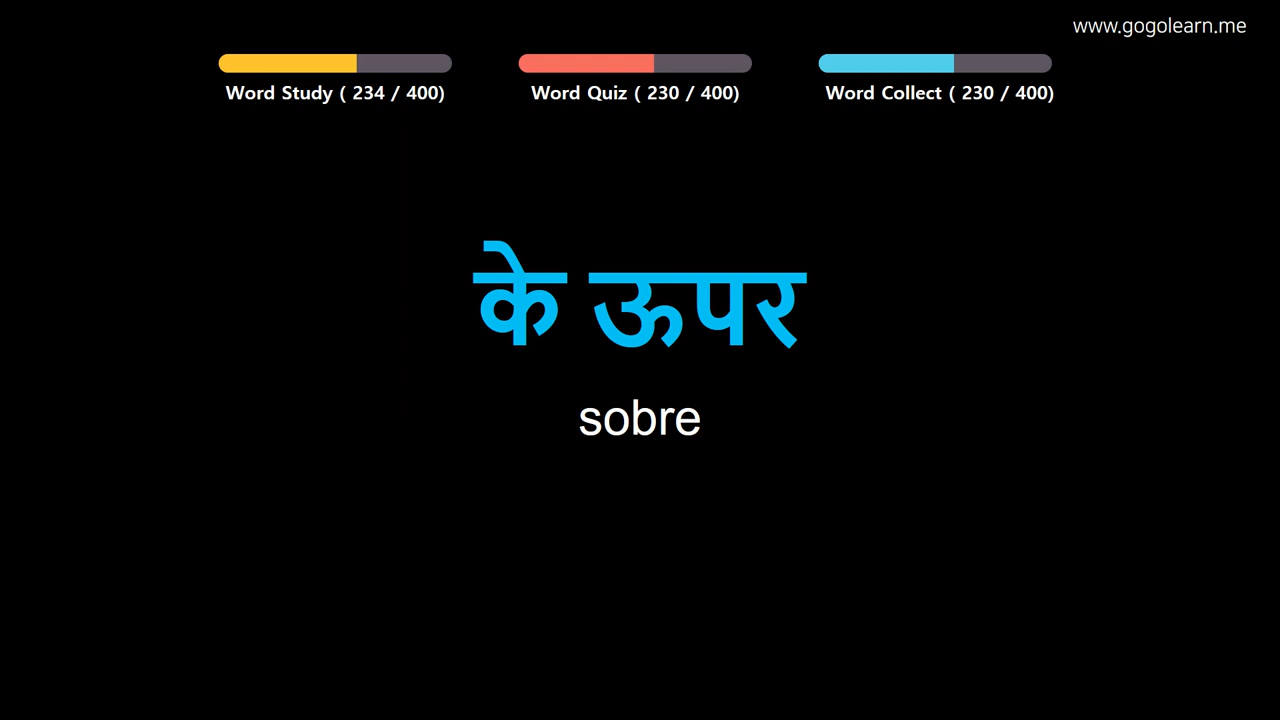 www.gogolearn.me
Word Study ( 234 / 400)
Word Quiz ( 230 / 400)
Word Collect ( 230 / 400)
के ऊपर
sobre